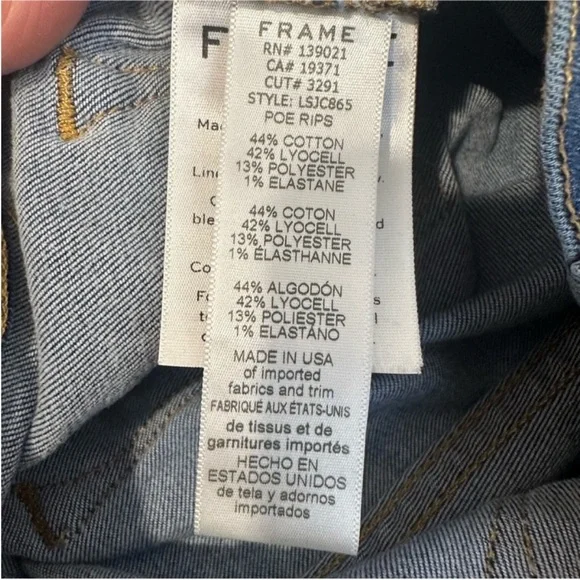 FRAME
RN# 139021
CA# 19371
CUT# 3291
STYLE: LSJC865
POE RIPS
44% COTTON
42% LYOCELL
13% POLYESTER
1% ELASTANE
44% COTON
42% LYOCELL
13% POLYESTER
1% ÉLASTHANNE
44% ALGODÓN
42% LYOCELL
13% POLIESTER
1% ELASTANO
MADE IN USA
of imported
fabrics and trim
FABRIQUÉ AUX ÉTATS-UNIS
de tissus et de
garnitures importés
HECHO EN
ESTADOS UNIDOS
de tela y adornos
importados